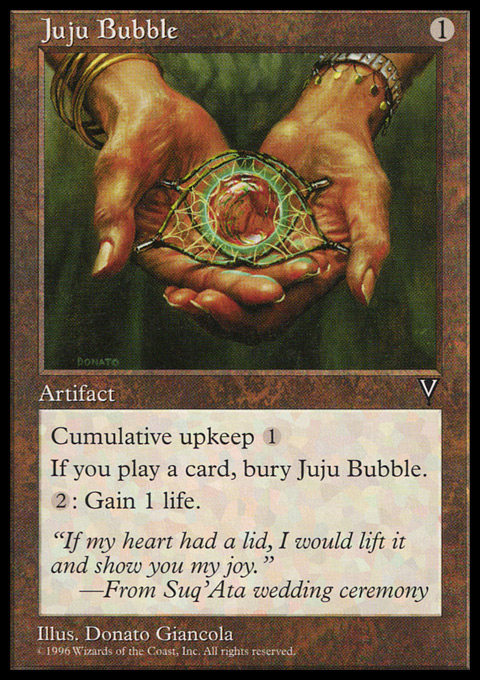 Juju Bubble 1
DONATO
Artifact V
Cumulative upkeep 1
If you play a card, bury Juju Bubble.
2: Gain 1 life.
“If my heart had a lid, I would lift it
and show you my joy.”
—From Suq’Ata wedding ceremony
Illus. Donato Giancola
©1996 Wizards of the Coast, Inc. All rights reserved.